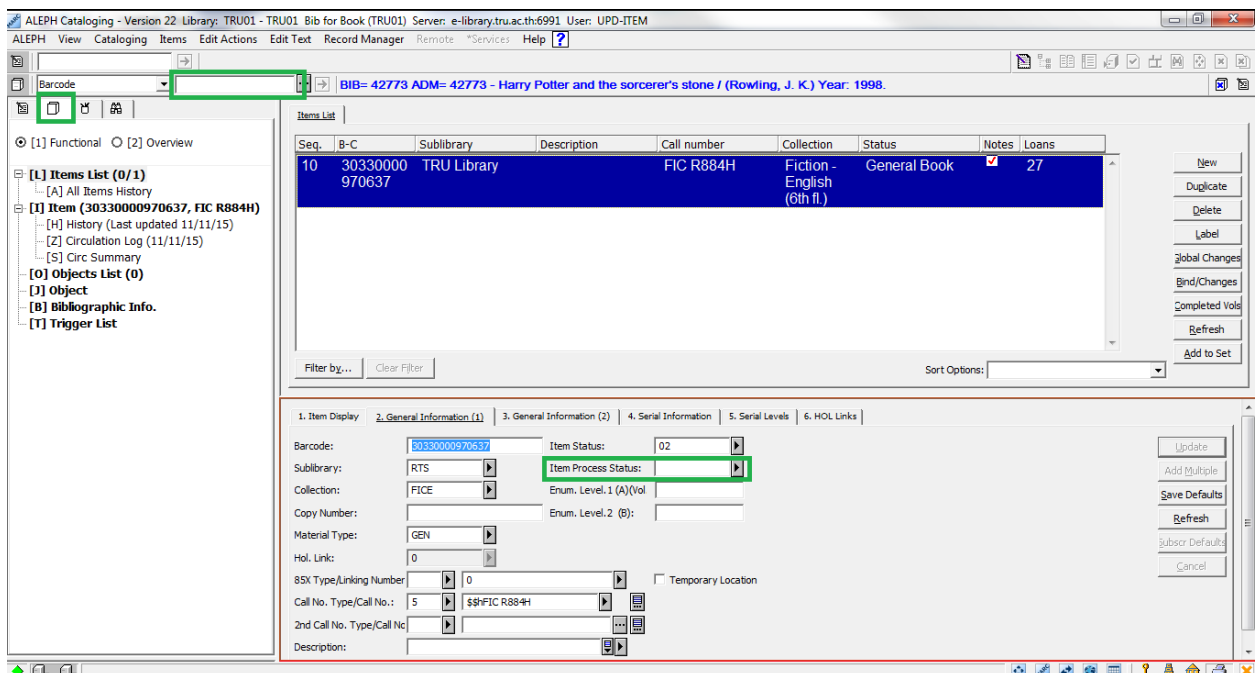 ALEPH Cataloging - Version 22 Library: TRU01 - TRU01 Bib for Book (TRU01) Server: e-library.tru.ac.th:6991 User: UPD-ITEM
ALEPH View Cataloging Items Edit Actions Edit Text Record Manager Remote *Services Help ?
Barcode BIB= 42773 ADM= 42773 - Harry Potter and the sorcerer's stone / (Rowling, J. K.) Year: 1998.
[1] Functional [2] Overview
[L] Items List (0/1)
[A] All Items History
[I] Item (30330000970637, FIC R884H)
[H] History (Last updated 11/11/15)
[Z] Circulation Log (11/11/15)
[S] Circ Summary
[O] Objects List (0)
[J] Object
[B] Bibliographic Info.
[T] Trigger List
Items List
Seq. B-C Sublibrary Description Call number Collection Status Notes Loans
10 30330000 TRU Library FIC R884H Fiction - General Book 27
970637 English
(6th fl.)
New
Duplicate
Delete
Label
Global Changes
Bind/Changes
Completed Vols
Refresh
Add to Set
Filter by... Clear Filter Sort Options:
1. Item Display 2. General Information (1) 3. General Information (2) 4. Serial Information 5. Serial Levels 6. HOL Links
Barcode: 30330000970637 Item Status: 02
Sublibrary: RTS Item Process Status:
Collection: FICE Enum. Level.1 (A)(Vol
Copy Number: Enum. Level.2 (B):
Material Type: GEN
Hol. Link: 0
85X Type/Linking Number 0 Temporary Location
Call No. Type/Call No.: 5 $$hFIC R884H
2nd Call No. Type/Call Nc
Description:
Update
Add Multiple
Save Defaults
Refresh
Subscr Defaults
Cancel